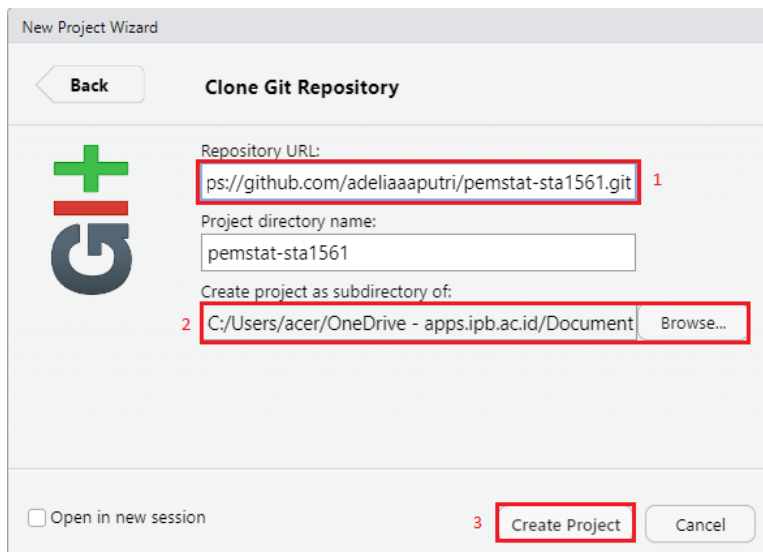 New Project Wizard
Back
Clone Git Repository
GIT
Repository URL:
ps://github.com/adeliaaaputri/pemstat-sta1561.git 1
Project directory name:
pemstat-sta1561
Create project as subdirectory of:
2 C:/Users/acer/OneDrive - apps.ipb.ac.id/Document Browse...
Open in new session
3 Create Project Cancel